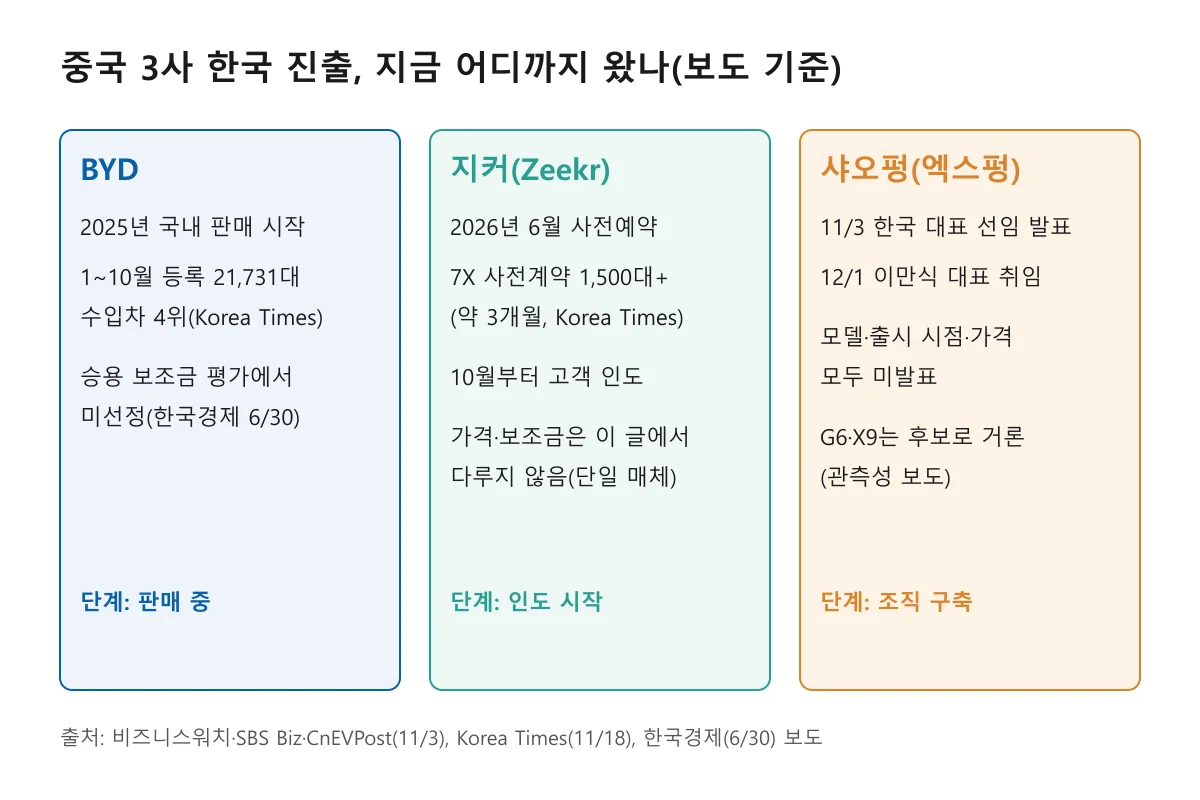 중국 3사 한국 진출, 지금 어디까지 왔나(보도 기준)
BYD
2025년 국내 판매 시작
1~10월 등록 21,731대
수입차 4위(Korea Times)
승용 보조금 평가에서
미선정(한국경제 6/30)
단계: 판매 중
지커(Zeekr)
2026년 6월 사전예약
7X 사전계약 1,500대+
(약 3개월, Korea Times)
10월부터 고객 인도
가격·보조금은 이 글에서
다루지 않음(단일 매체)
단계: 인도 시작
샤오펑(엑스펑)
11/3 한국 대표 선임 발표
12/1 이만식 대표 취임
모델·출시 시점·가격
모두 미발표
G6·X9는 후보로 거론
(관측성 보도)
단계: 조직 구축
출처: 비즈니스워치·SBS Biz·CnEVPost(11/3), Korea Times(11/18), 한국경제(6/30) 보도